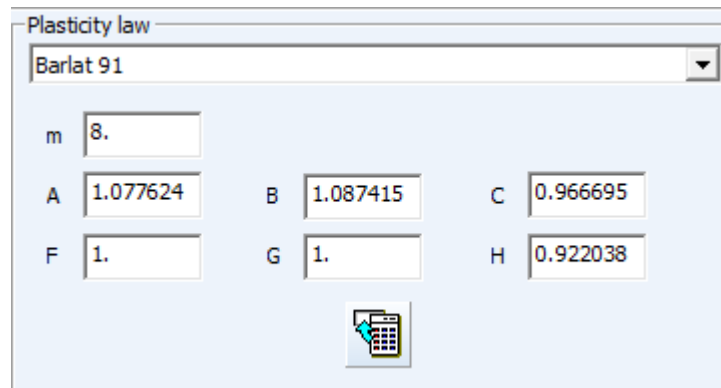 Plasticity law
Barlat 91
m 8.
A 1.077624 B 1.087415 C 0.966695
F 1. G 1. H 0.922038